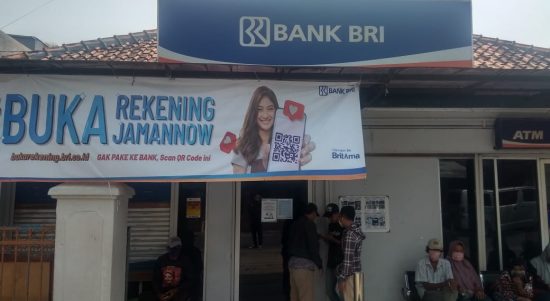 BANK BRI
BANK BRI
#BUKA REKENING
JAMANNOW
bukarekening.bri.co.id
GAK PAKE KE BANK, Scan QR Code ini
BritAma
ATM